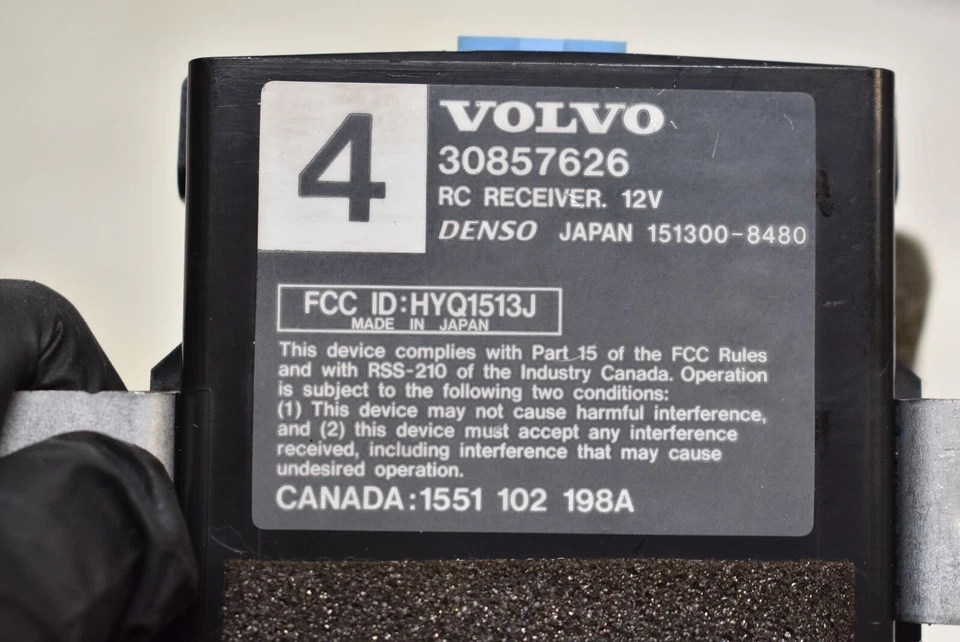 4
VOLVO
30857626
RC RECEIVER. 12V
DENSO JAPAN 151300-8480
FCC ID:HYQ1513J
MADE IN JAPAN
This device complies with Part 15 of the FCC Rules
and with RSS-210 of the Industry Canada. Operation
is subject to the following two conditions:
(1) This device may not cause harmful interference,
and (2) this device must accept any interference
received, including interference that may cause
undesired operation.
CANADA:1551 102 198A